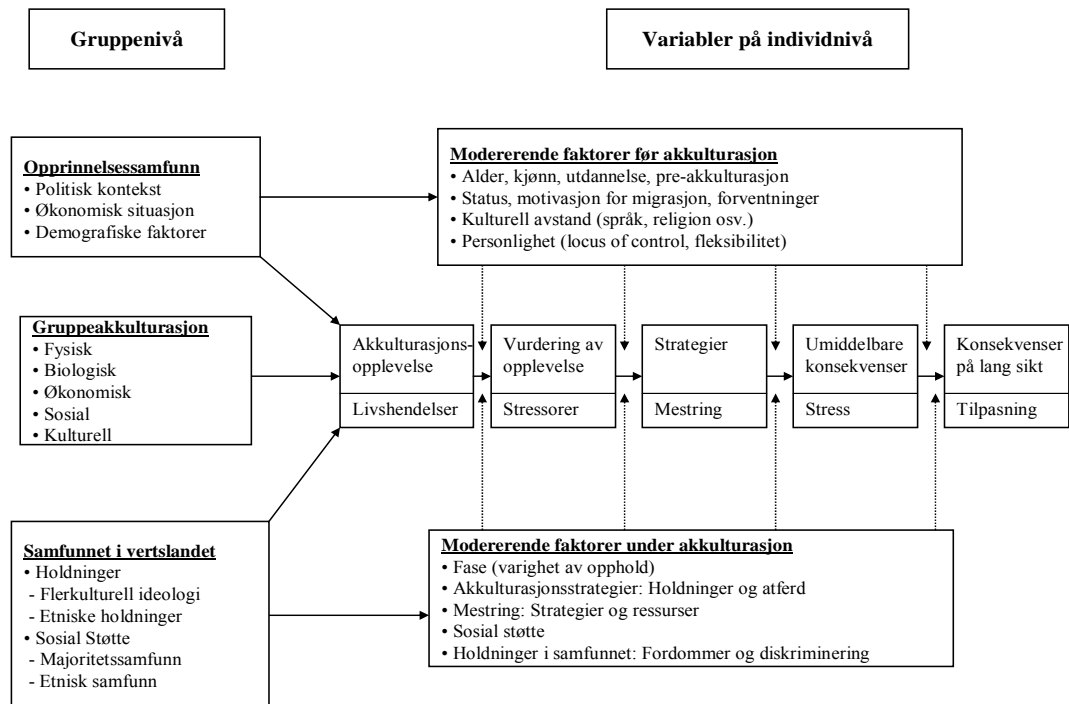 Gruppenivå
Variabler på individnivå
Opprinnelsessamfunn
• Politisk kontekst
• Økonomisk situasjon
• Demografiske faktorer
Modererende faktorer før akkulturasjon
• Alder, kjønn, utdannelse, pre-akkulturasjon
• Status, motivasjon for migrasjon, forventninger
• Kulturell avstand (språk, religion osv.)
• Personlighet (locus of control, fleksibilitet)
Gruppeakkulturasjon
• Fysisk
• Biologisk
• Økonomisk
• Sosial
• Kulturell
Akkulturasjons-
opplevelse
Livshendelser
Vurdering av
opplevelse
Stressorer
Strategier
Mestring
Umiddelbare
konsekvenser
Stress
Konsekvenser
på lang sikt
Tilpasning
Samfunnet i vertslandet
• Holdninger
- Flerkulturell ideologi
- Etniske holdninger
• Sosial Støtte
- Majoritetssamfunn
- Etnisk samfunn
Modererende faktorer under akkulturasjon
• Fase (varighet av opphold)
• Akkulturasjonsstrategier: Holdninger og atferd
• Mestring: Strategier og ressurser
• Sosial støtte
• Holdninger i samfunnet: Fordommer og diskriminering